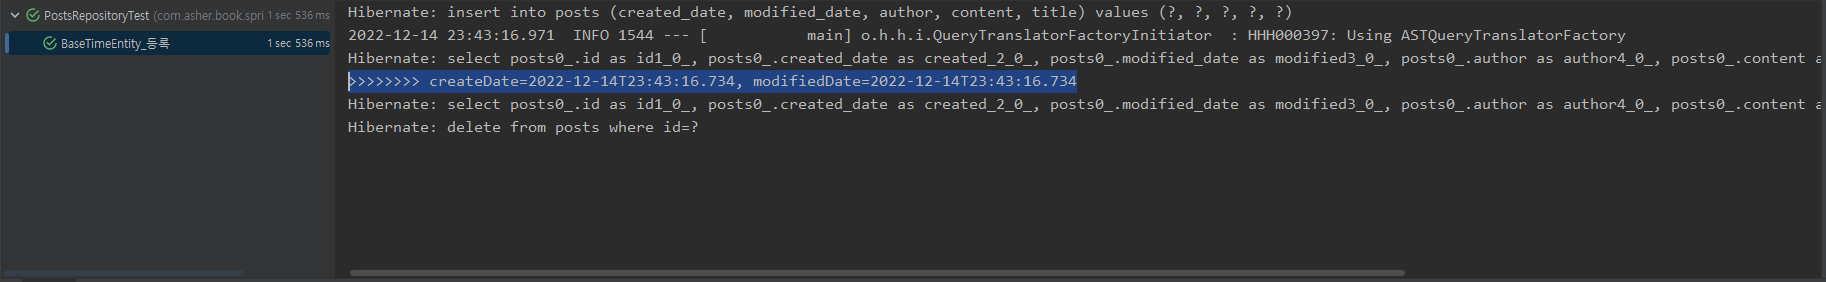 PostsRepositoryTest (com.asher.book.spri 1 sec 536 ms
BaseTimeEntity_등록 1 sec 536 ms
Hibernate: insert into posts (created_date, modified_date, author, content, title) values (?, ?, ?, ?, ?)
2022-12-14 23:43:16.971  INFO 1544 --- [           main] o.h.h.i.QueryTranslatorFactoryInitiator  : HHH000397: Using ASTQueryTranslatorFactory
Hibernate: select posts0_.id as id1_0_, posts0_.created_date as created_2_0_, posts0_.modified_date as modified3_0_, posts0_.author as author4_0_, posts0_.content a
>>>>>>>>> createDate=2022-12-14T23:43:16.734, modifiedDate=2022-12-14T23:43:16.734
Hibernate: select posts0_.id as id1_0_, posts0_.created_date as created_2_0_, posts0_.modified_date as modified3_0_, posts0_.author as author4_0_, posts0_.content a
Hibernate: delete from posts where id=?